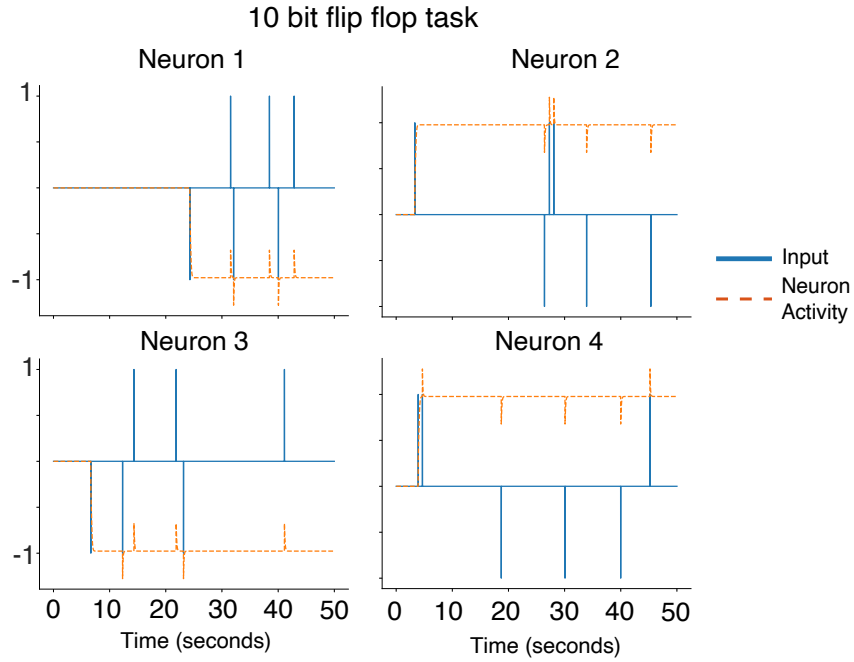 10 bit flip flop task
Neuron 1
Neuron 2
1
-1
Input
Neuron
Activity
Neuron 3
Neuron 4
1
-1
0 10 20 30 40 50
0 10 20 30 40 50
Time (seconds)
Time (seconds)